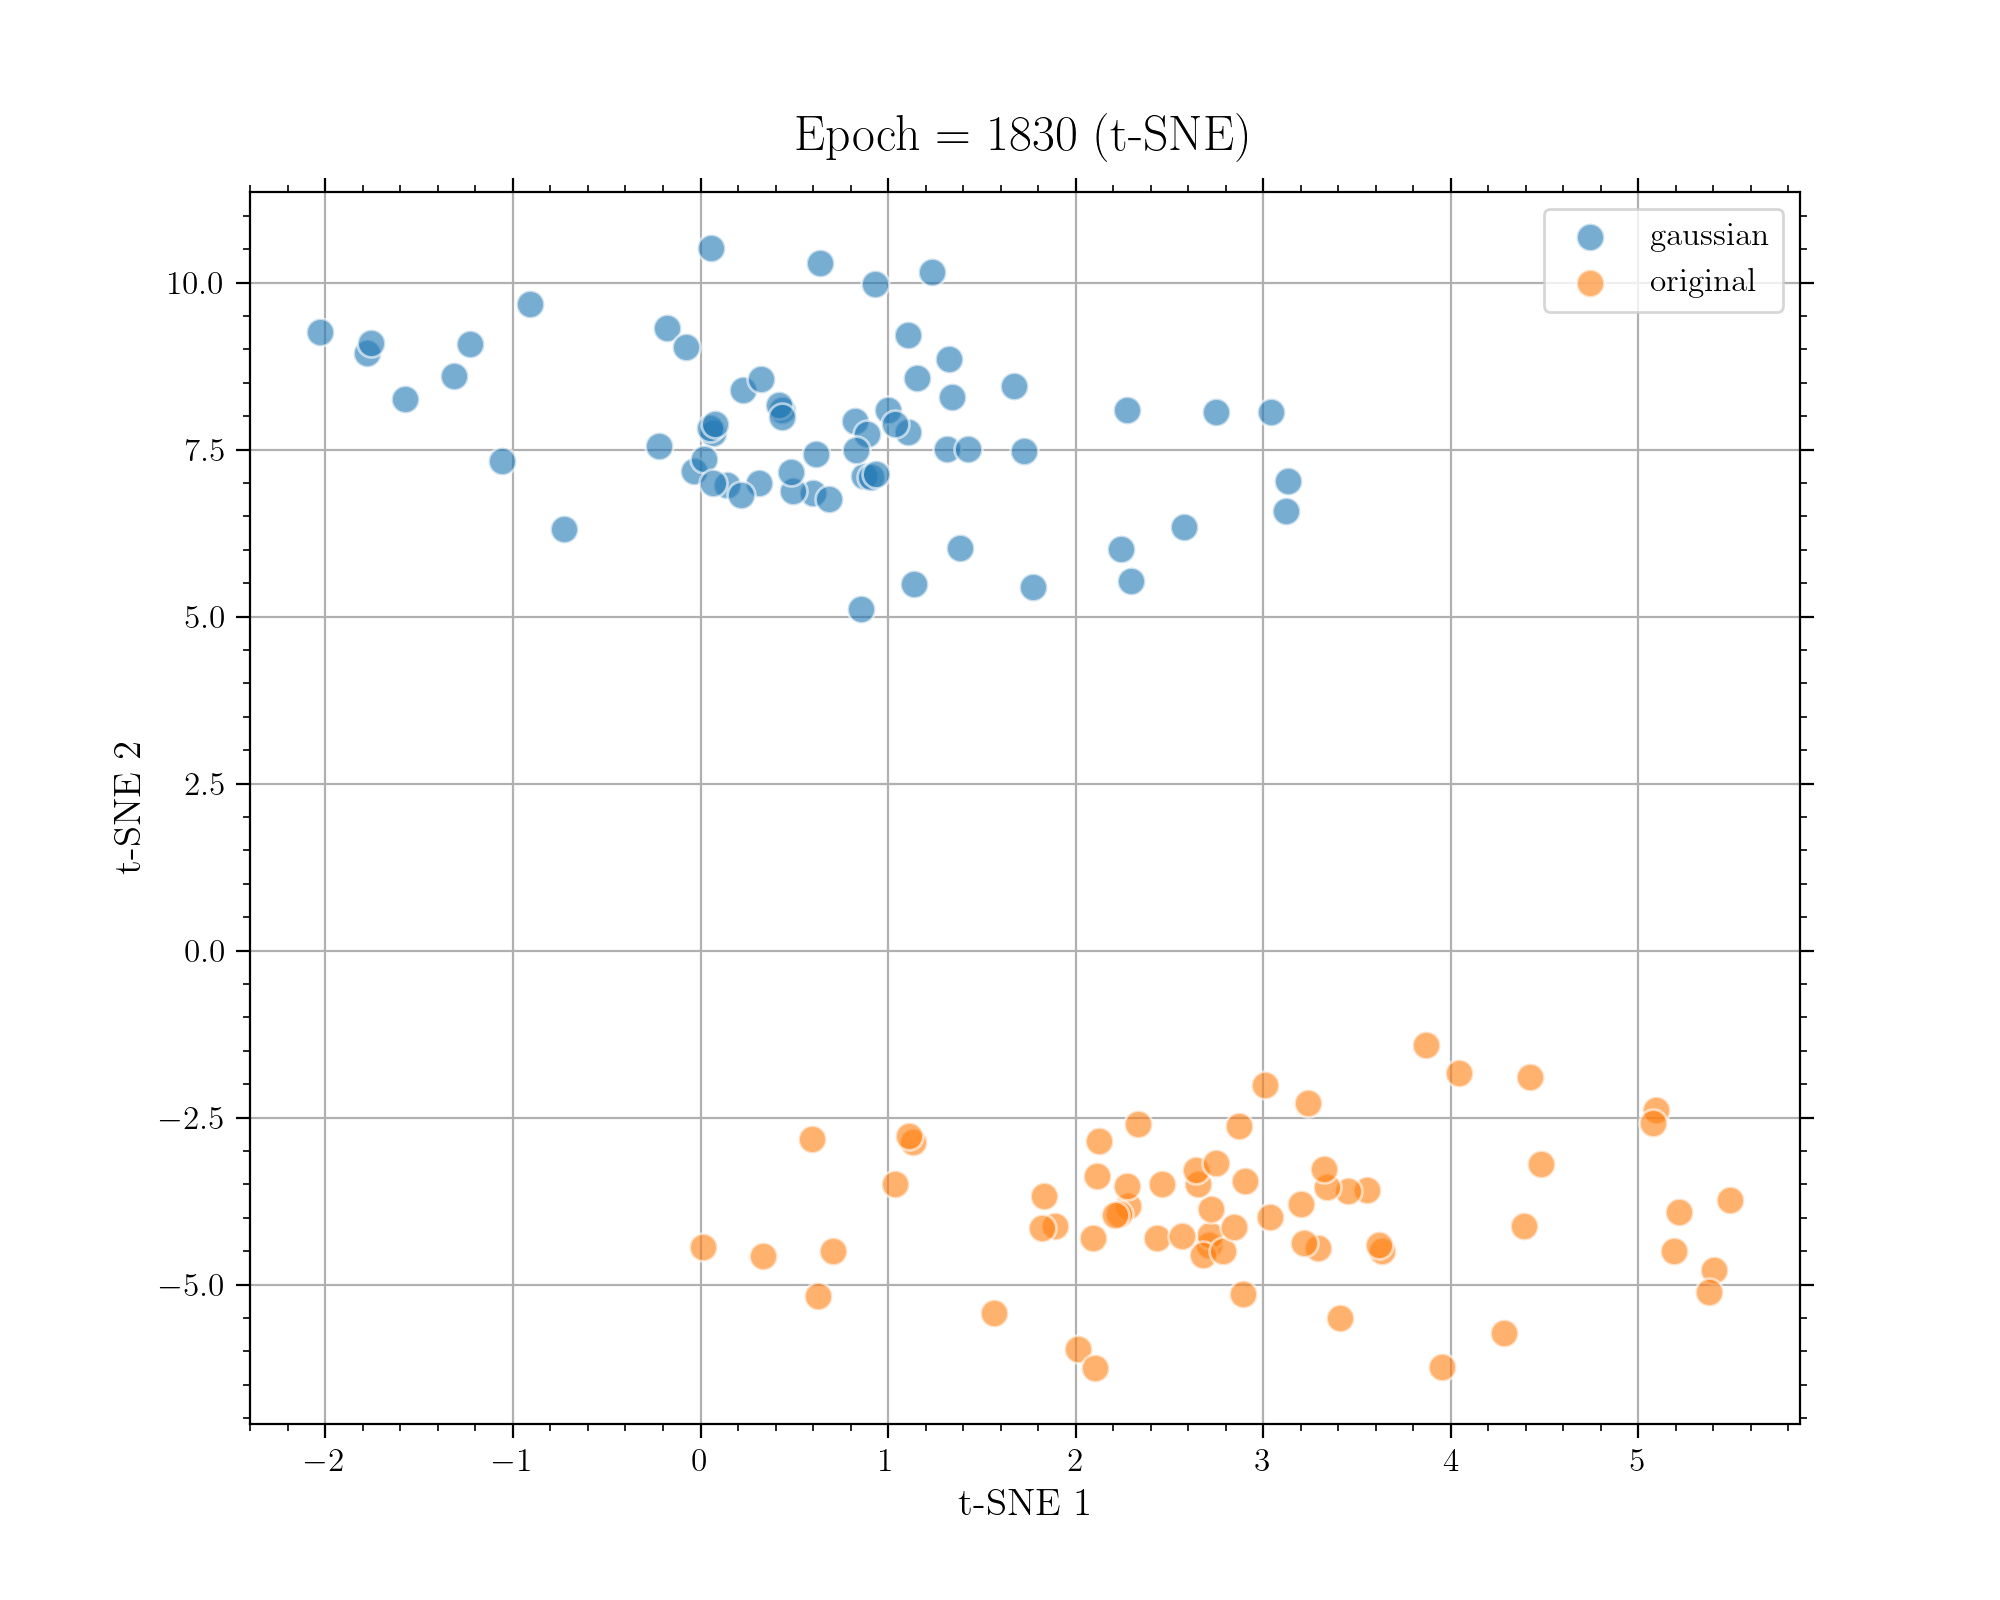 Epoch = 1830 (t-SNE)
gaussian
original
10.0
7.5
5.0
2.5
0.0
−2.5
−5.0
t-SNE 2
−2 −1 0 1 2 3 4 5
t-SNE 1